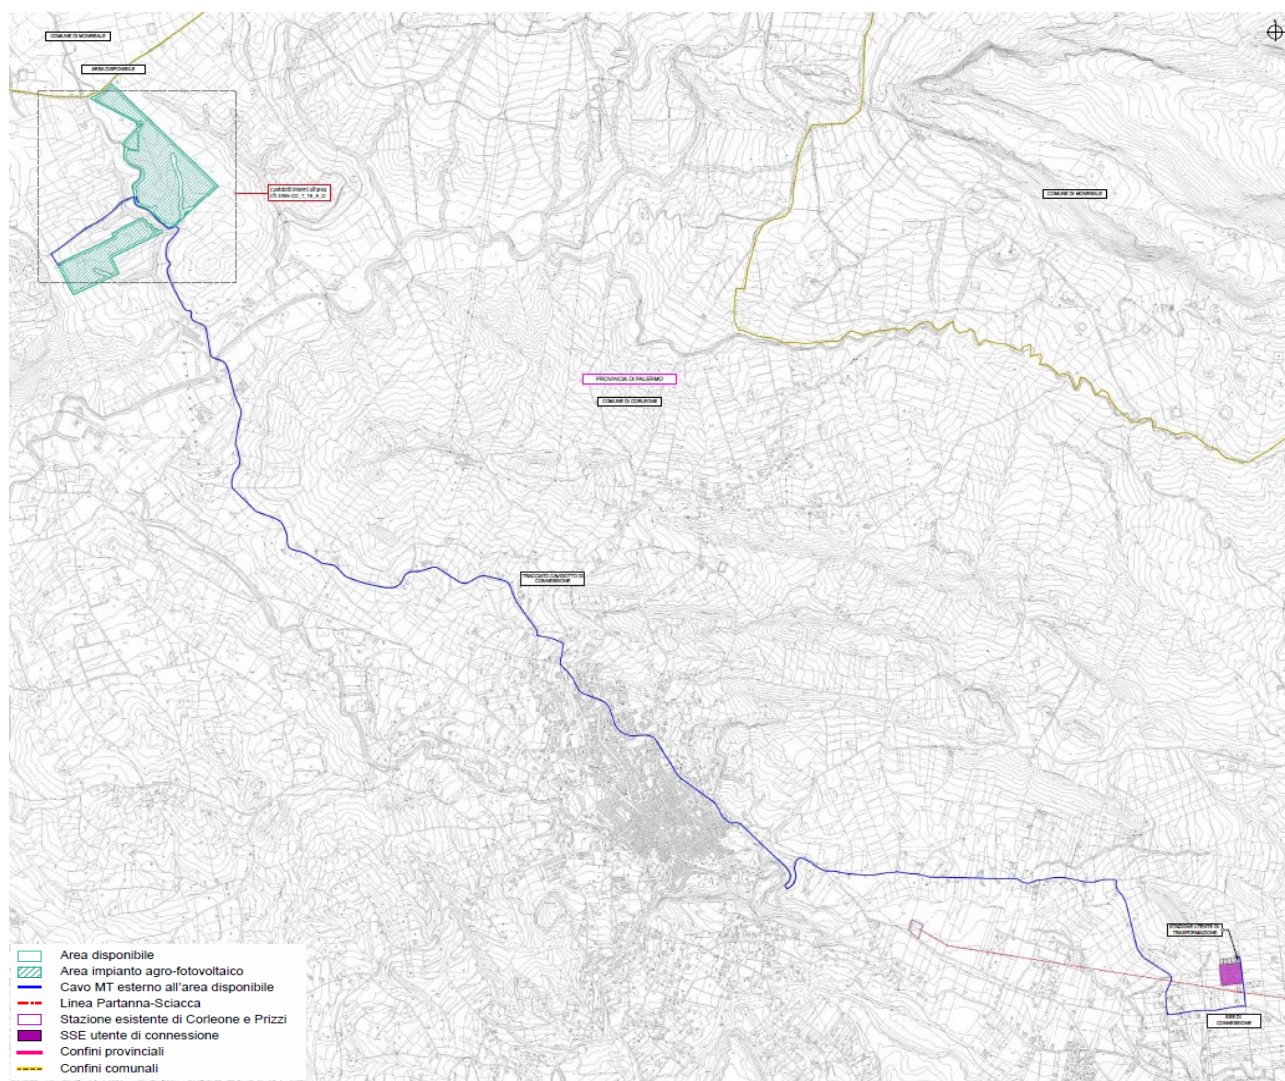 COMUNE DI MONREALE
AREA DISPONIBILE
COMUNE DI MONREALE
PROVINCIA DI PALERMO
COMUNE DI CORLEONE
TRACCIATO CAVIDOTTO DI
CONNESSIONE
STAZIONE UTENTE DI
TRASFORMAZIONE
SSE DI
CONNESSIONE
Area disponibile
Area impianto agro-fotovoltaico
Cavo MT esterno all'area disponibile
Linea Partanna-Sciacca
Stazione esistente di Corleone e Prizzi
SSE utente di connessione
Confini provinciali
Confini comunali